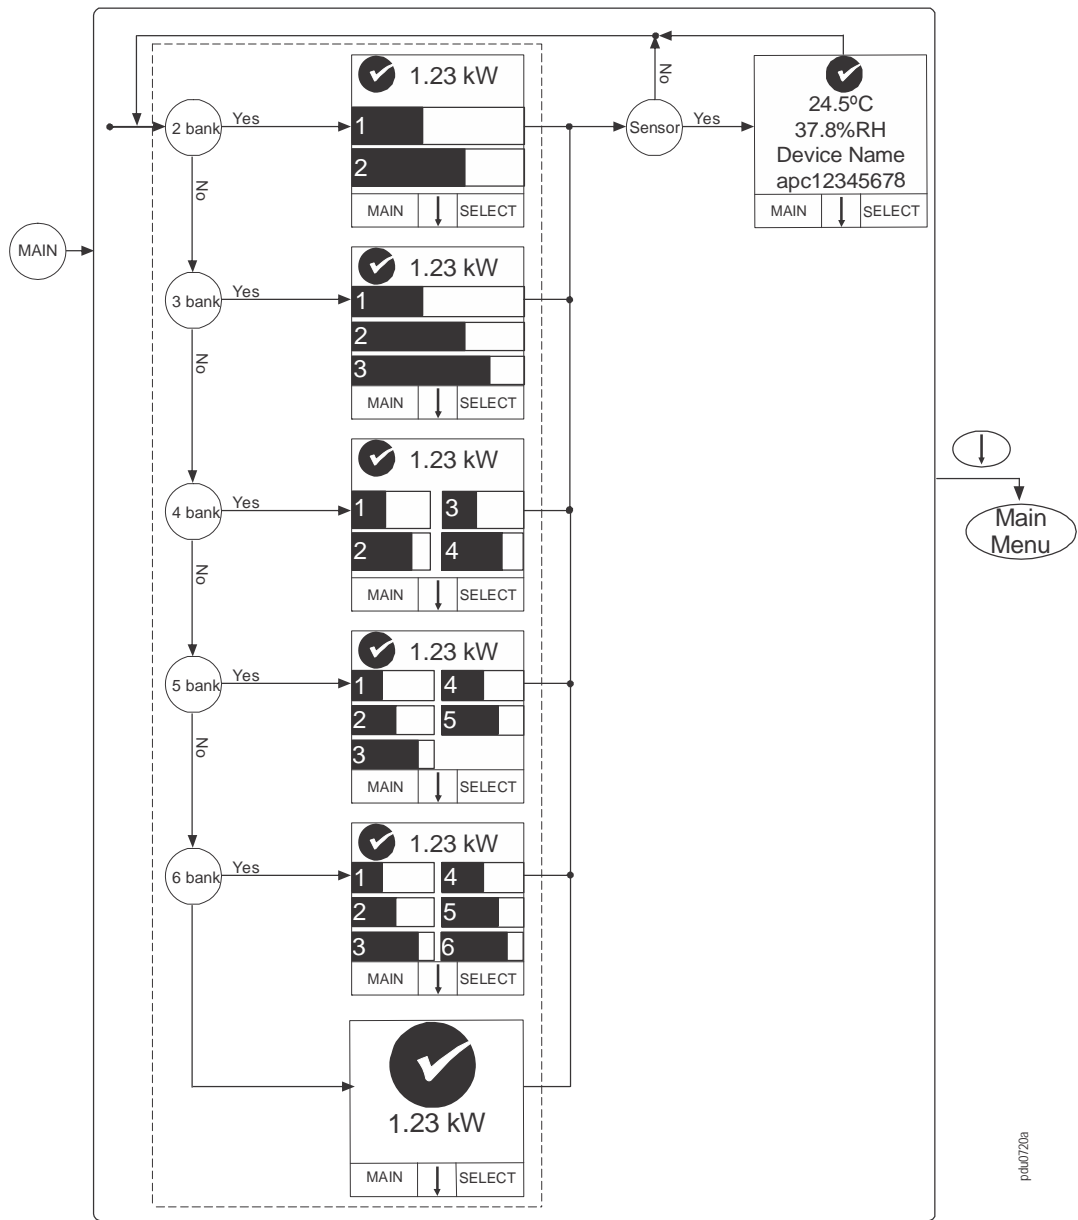 MAIN
2 bank
Yes
No
1.23 kW
1
2
MAIN
SELECT
Sensor
No
Yes
24.5ºC
37.8%RH
Device Name
apc12345678
MAIN
SELECT
3 bank
Yes
No
1.23 kW
1
2
3
MAIN
SELECT
4 bank
Yes
No
1.23 kW
1
3
2
4
MAIN
SELECT
5 bank
Yes
No
1.23 kW
1
4
2
5
3
MAIN
SELECT
6 bank
Yes
1.23 kW
1
4
2
5
3
6
MAIN
SELECT
1.23 kW
MAIN
SELECT
Main
Menu
pdu0720a